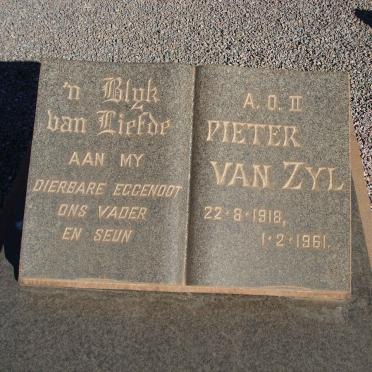 'n Blyk
van Liefde
AAN MY
DIERBARE EGGENOOT
ONS VADER
EN SEUN
A. O. II
PIETER
VAN ZYL
22·8·1918,
1·2·1961.